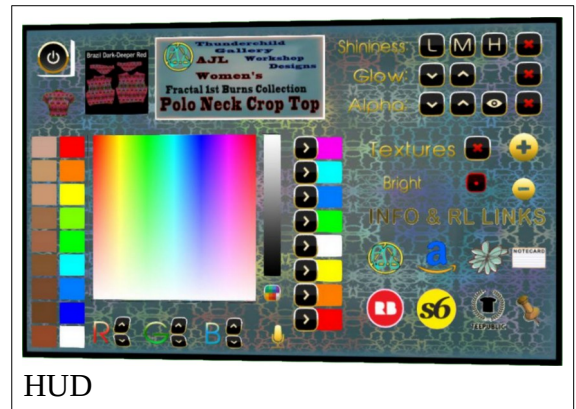 Brazil Dark-Deeper Red
Thunderchild
Gallery
AJL Workshop
Designs
Women's
Fractal 1st Burns Collection
Polo Neck Crop Top
Shininess: L M H
Glow:
Alpha:
Textures
Bright
INFO & RL LINKS
a
NOTECARD
RB
s6
TEEPUBLIC
R G B
HUD